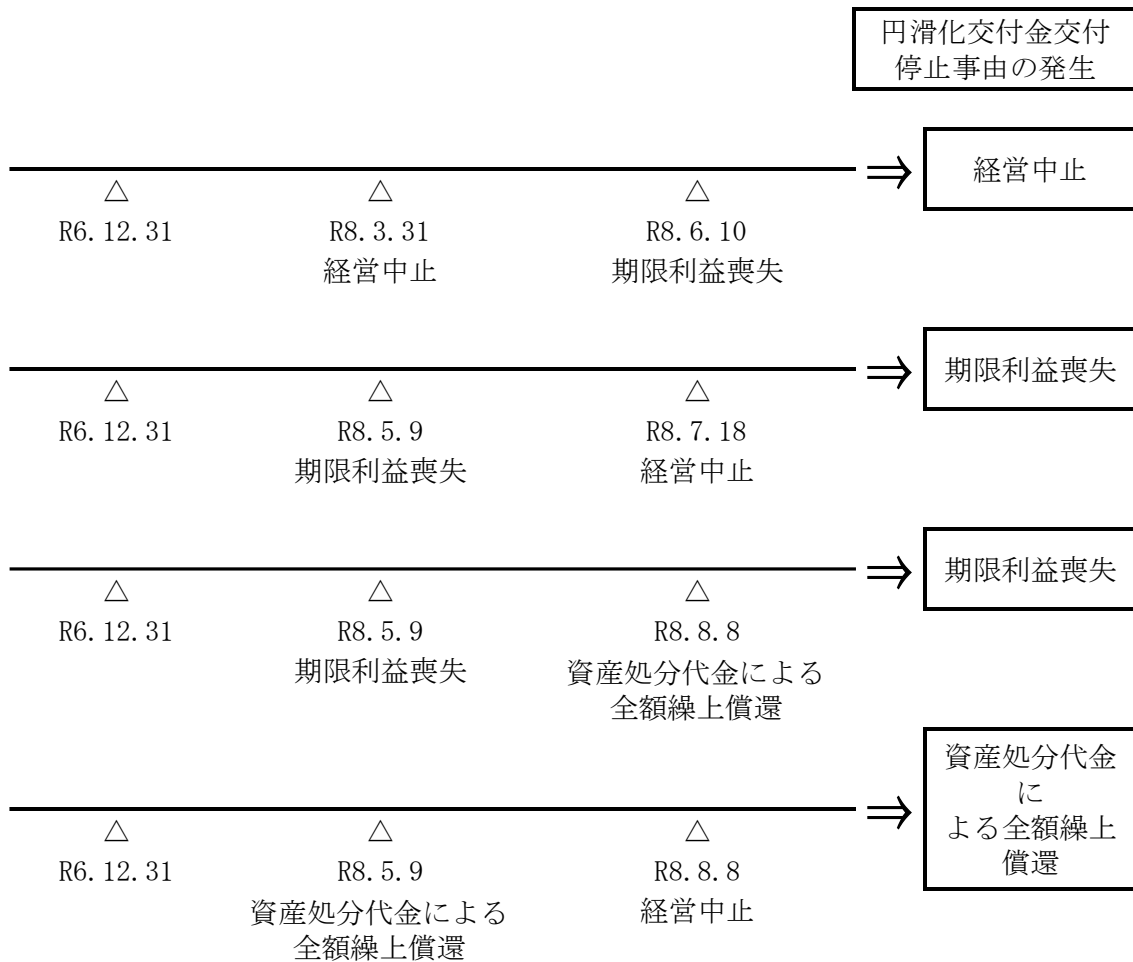 円滑化交付金交付
停止事由の発生
⇒ 経営中止
△ △ △
R6.12.31 R8.3.31 R8.6.10
経営中止 期限利益喪失
⇒ 期限利益喪失
△ △ △
R6.12.31 R8.5.9 R8.7.18
期限利益喪失 経営中止
⇒ 期限利益喪失
△ △ △
R6.12.31 R8.5.9 R8.8.8
期限利益喪失 資産処分代金による
全額繰上償還
資産処分代金
に
⇒ よる全額繰上
償還
△ △ △
R6.12.31 R8.5.9 R8.8.8
資産処分代金による 経営中止
全額繰上償還